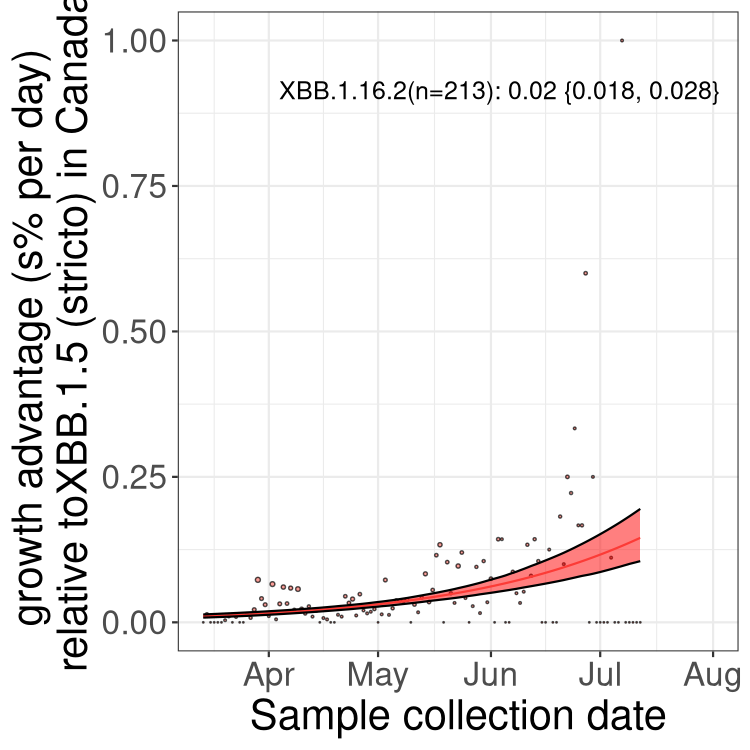 growth advantage (s% per day)
relative toXBB.1.5 (stricto) in Canada
1.00
0.75
0.50
0.25
0.00
XBB.1.16.2(n=213): 0.02 {0.018, 0.028}
Apr May Jun Jul Aug
Sample collection date